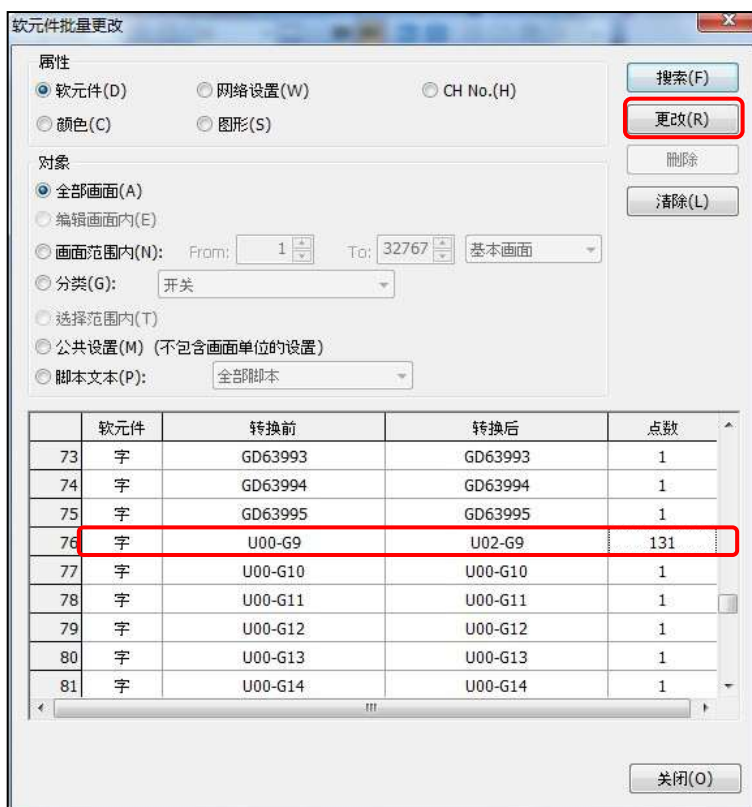 软元件批量更改
属性
软元件(D) 网络设置(W) CH No.(H)
颜色(C) 图形(S)
搜索(F)
更改(R)
删除
清除(L)
对象
全部画面(A)
编辑画面内(E)
画面范围内(N): From: 1 To: 32767 基本画面
分类(G): 开关
选择范围内(T)
公共设置(M) (不包含画面单位的设置)
脚本文本(P): 全部脚本
软元件 转换前 转换后 点数
73 字 GD63993 GD63993 1
74 字 GD63994 GD63994 1
75 字 GD63995 GD63995 1
76 字 U00-G9 U02-G9 131
77 字 U00-G10 U00-G10 1
78 字 U00-G11 U00-G11 1
79 字 U00-G12 U00-G12 1
80 字 U00-G13 U00-G13 1
81 字 U00-G14 U00-G14 1
关闭(O)